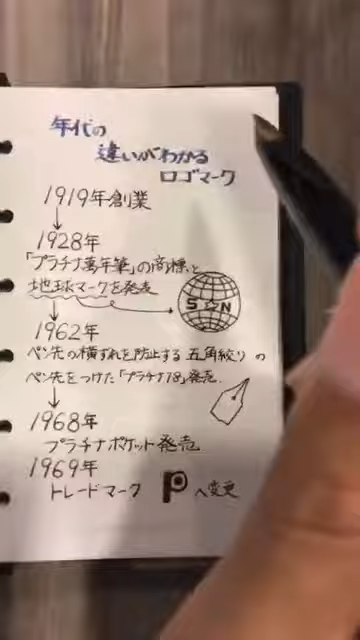 年代の
違いがわかる
ロゴマーク
1919年創業
↓
1928年
「プラチナ萬年筆」の商標と
地球マークを発表
S☆N
↓
1962年
ペン先の横ずれを防止する 五角絞り の
ペン先をつけた「プラチナ18」発売.
↓
1968年
プラチナポケット発売
1969年
トレードマーク P へ変更